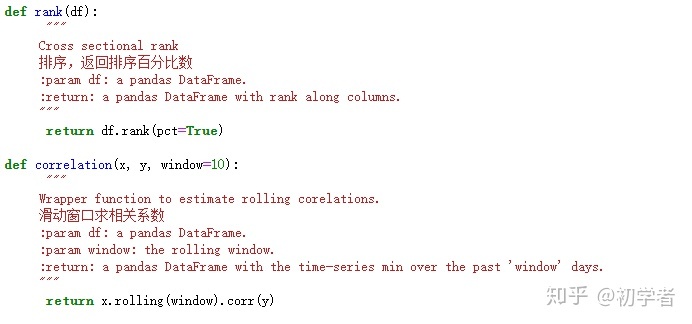 def rank(df):
"""
Cross sectional rank
排序，返回排序百分比数
:param df: a pandas DataFrame.
:return: a pandas DataFrame with rank along columns.
"""
return df.rank(pct=True)
def correlation(x, y, window=10):
"""
Wrapper function to estimate rolling corelations.
滑动窗口求相关系数
:param df: a pandas DataFrame.
:param window: the rolling window.
:return: a pandas DataFrame with the time-series min over the past 'window' days.
"""
return x.rolling(window).corr(y)
知乎 @初学者